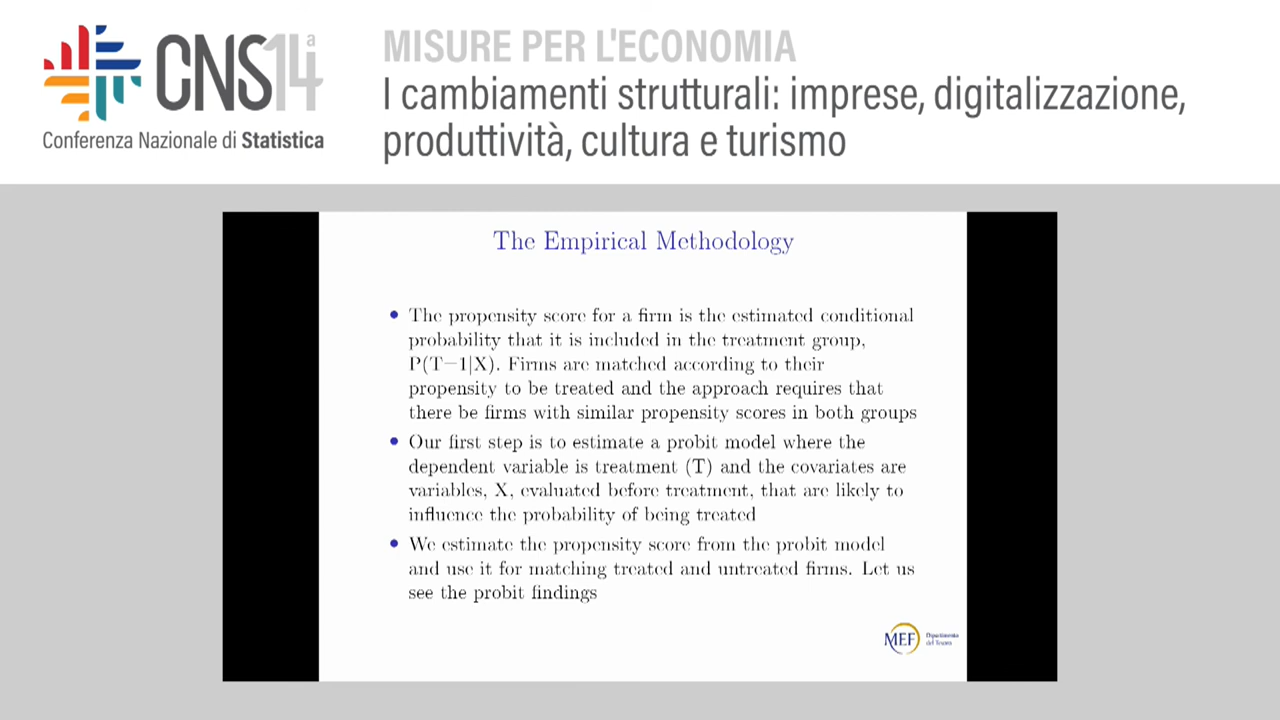 CNS14a
Conferenza Nazionale di Statistica
MISURE PER L'ECONOMIA
I cambiamenti strutturali: imprese, digitalizzazione,
produttività, cultura e turismo
The Empirical Methodology
• The propensity score for a firm is the estimated conditional
probability that it is included in the treatment group,
P(T=1|X). Firms are matched according to their
propensity to be treated and the approach requires that
there be firms with similar propensity scores in both groups
• Our first step is to estimate a probit model where the
dependent variable is treatment (T) and the covariates are
variables, X, evaluated before treatment, that are likely to
influence the probability of being treated
• We estimate the propensity score from the probit model
and use it for matching treated and untreated firms. Let us
see the probit findings
MEF Dipartimento
del Tesoro